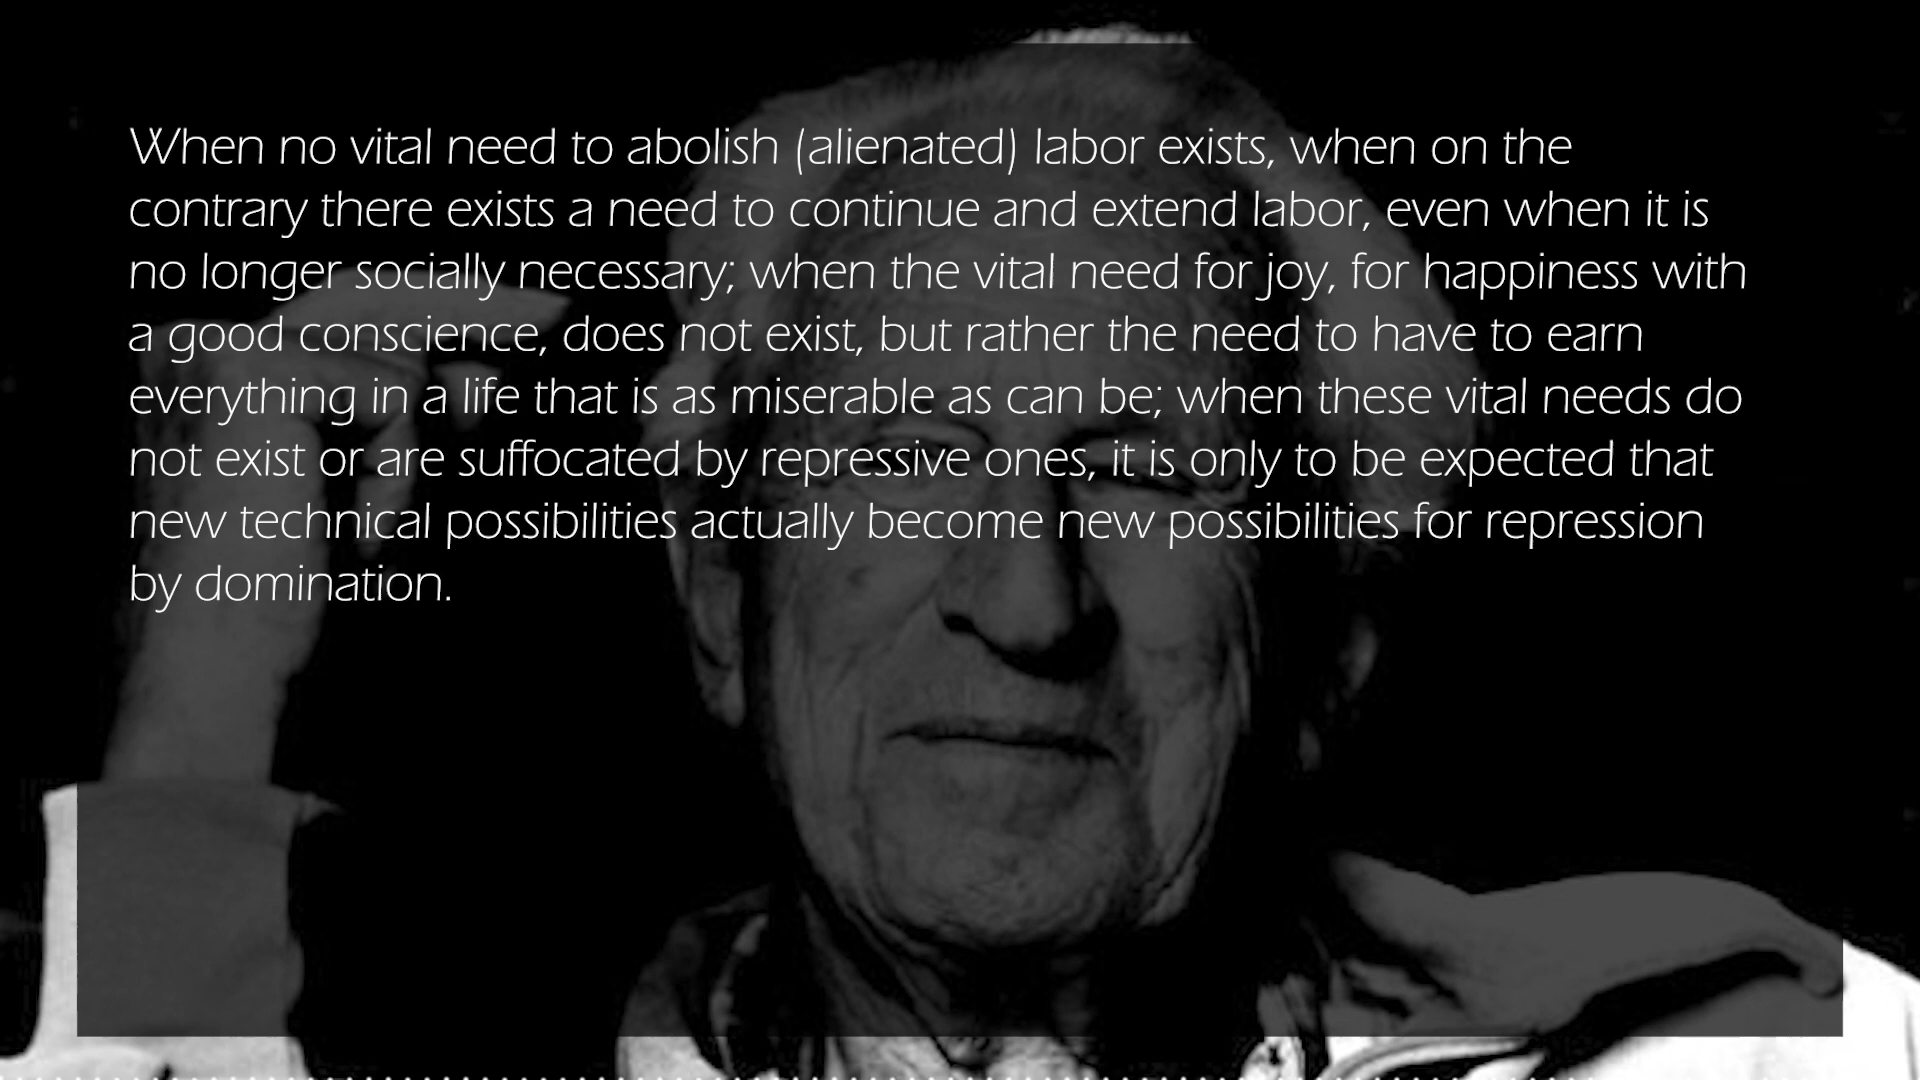 When no vital need to abolish (alienated) labor exists, when on the
contrary there exists a need to continue and extend labor, even when it is
no longer socially necessary; when the vital need for joy, for happiness with
a good conscience, does not exist, but rather the need to have to earn
everything in a life that is as miserable as can be; when these vital needs do
not exist or are suffocated by repressive ones, it is only to be expected that
new technical possibilities actually become new possibilities for repression
by domination.